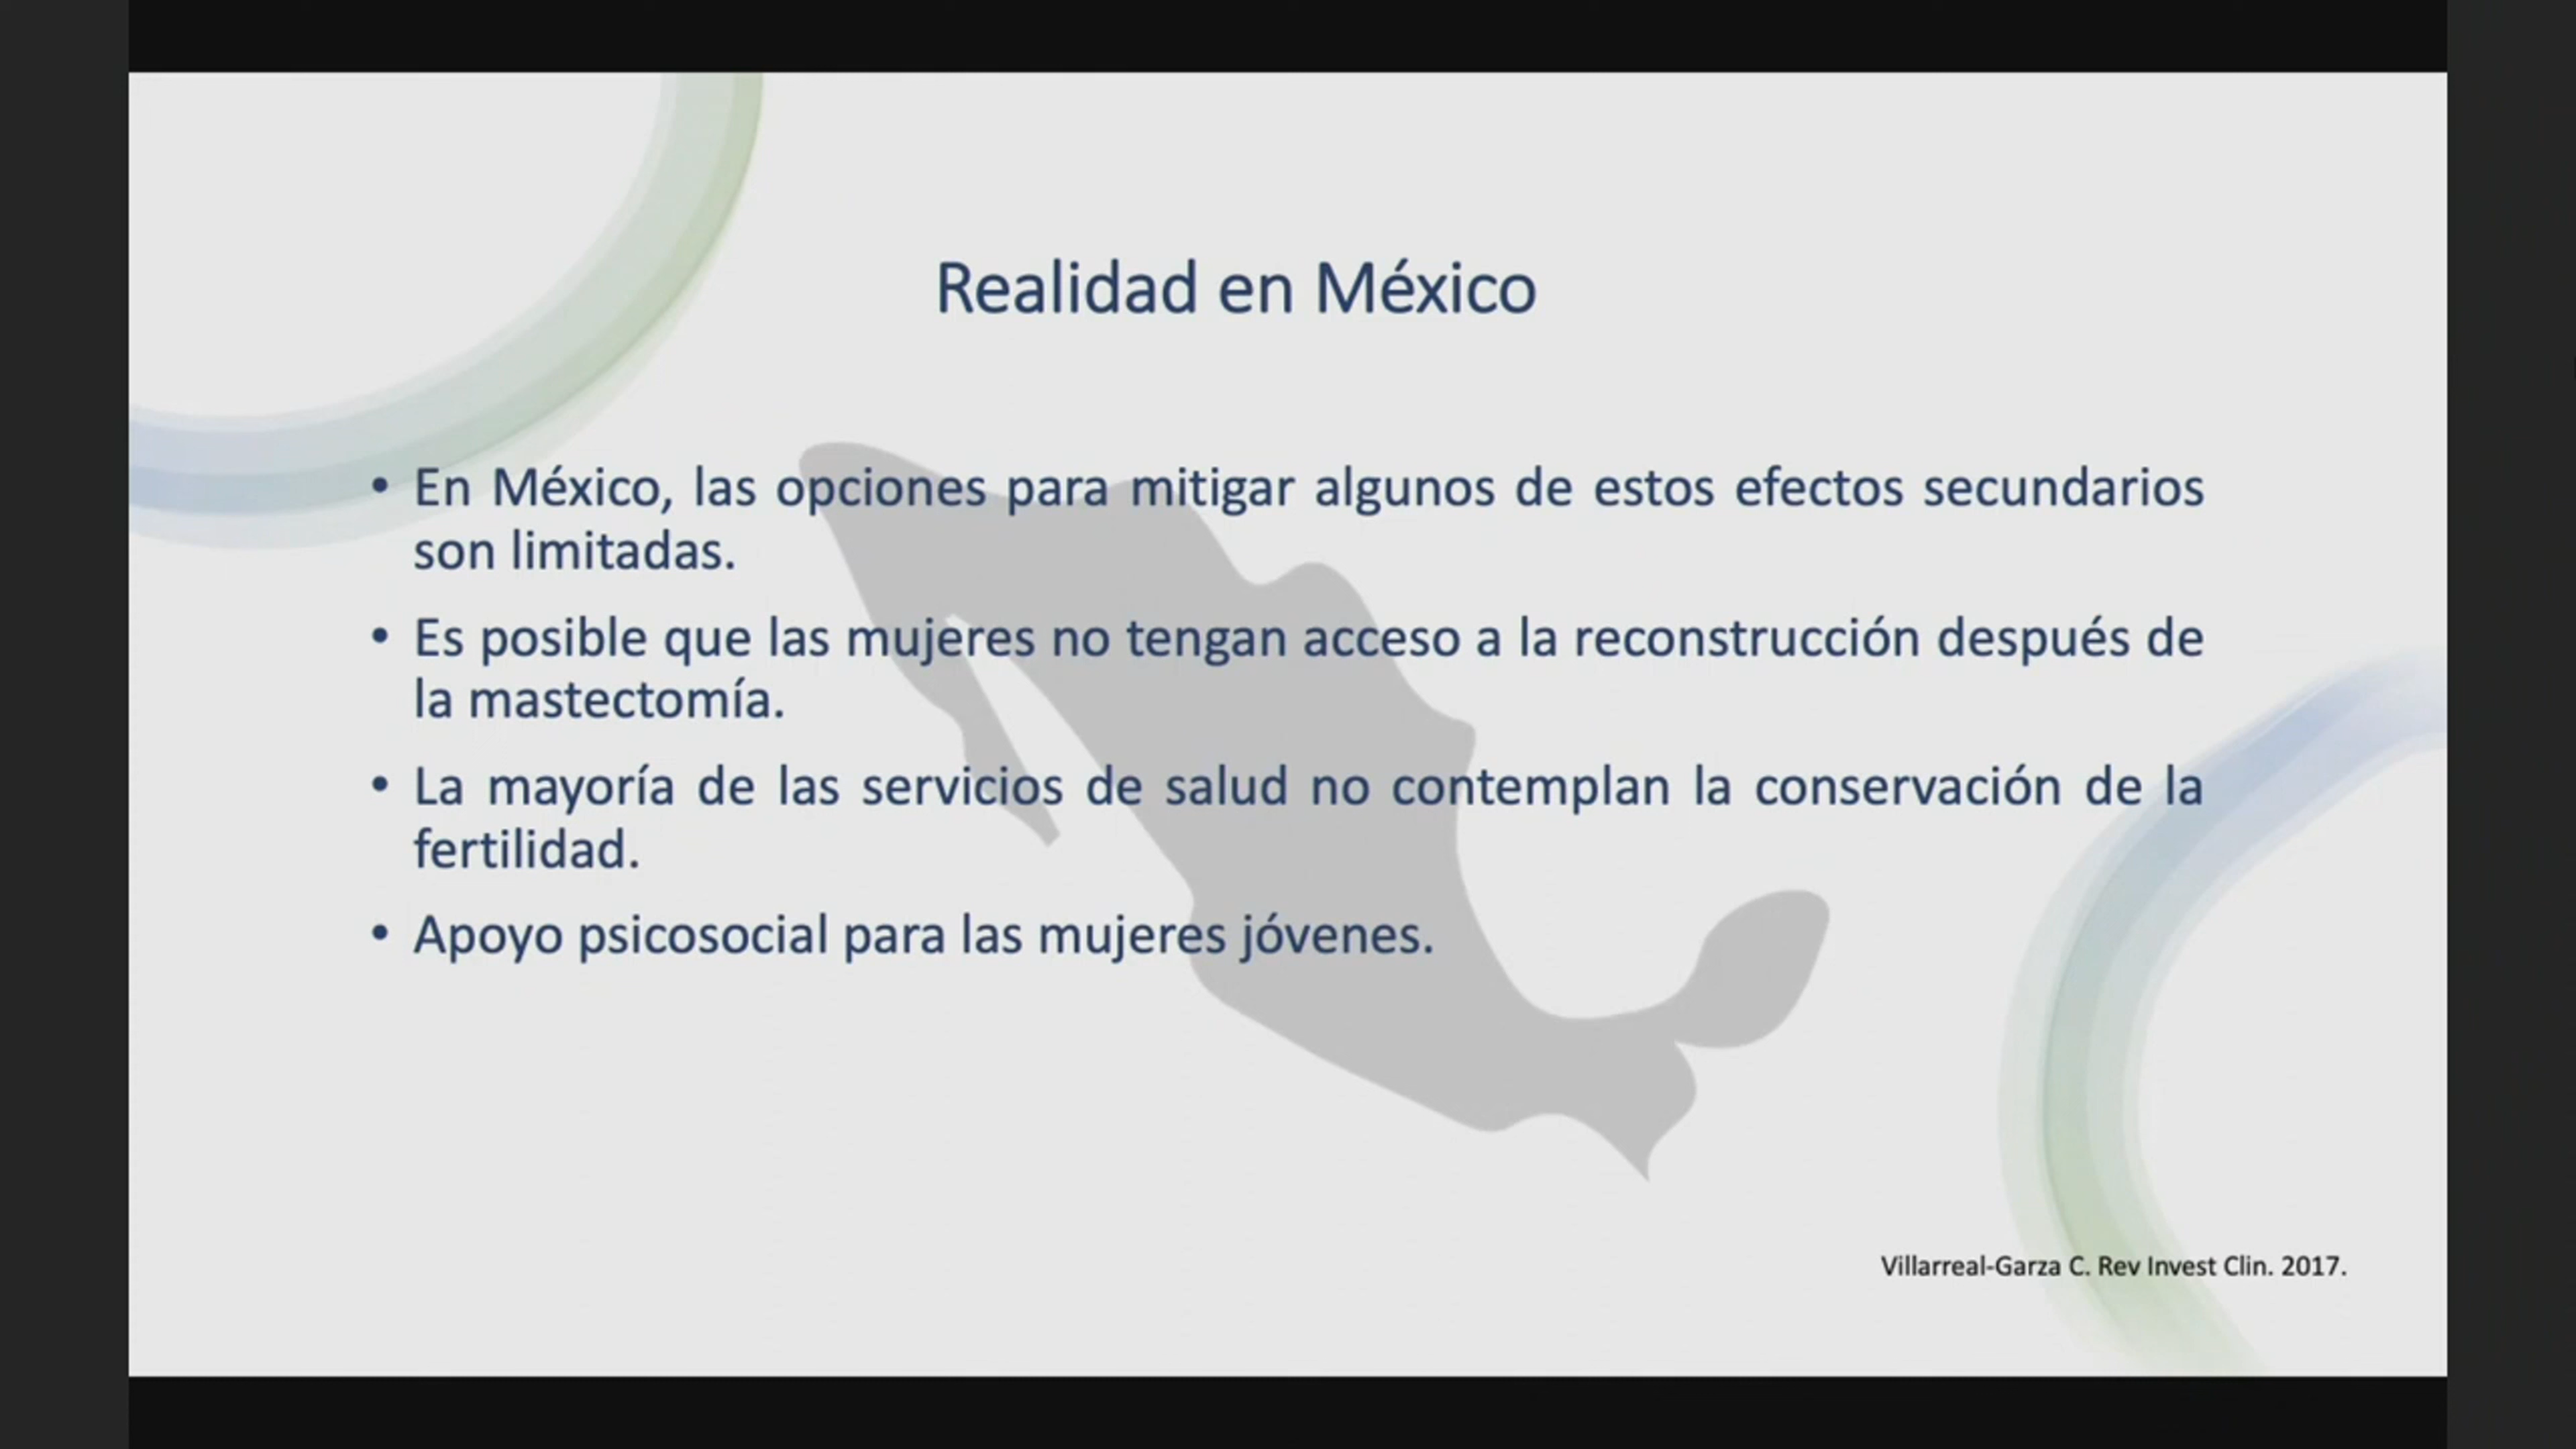 Realidad en México
• En México, las opciones para mitigar algunos de estos efectos secundarios
son limitadas.
• Es posible que las mujeres no tengan acceso a la reconstrucción después de
la mastectomía.
• La mayoría de las servicios de salud no contemplan la conservación de la
fertilidad.
• Apoyo psicosocial para las mujeres jóvenes.
Villarreal-Garza C. Rev Invest Clin. 2017.